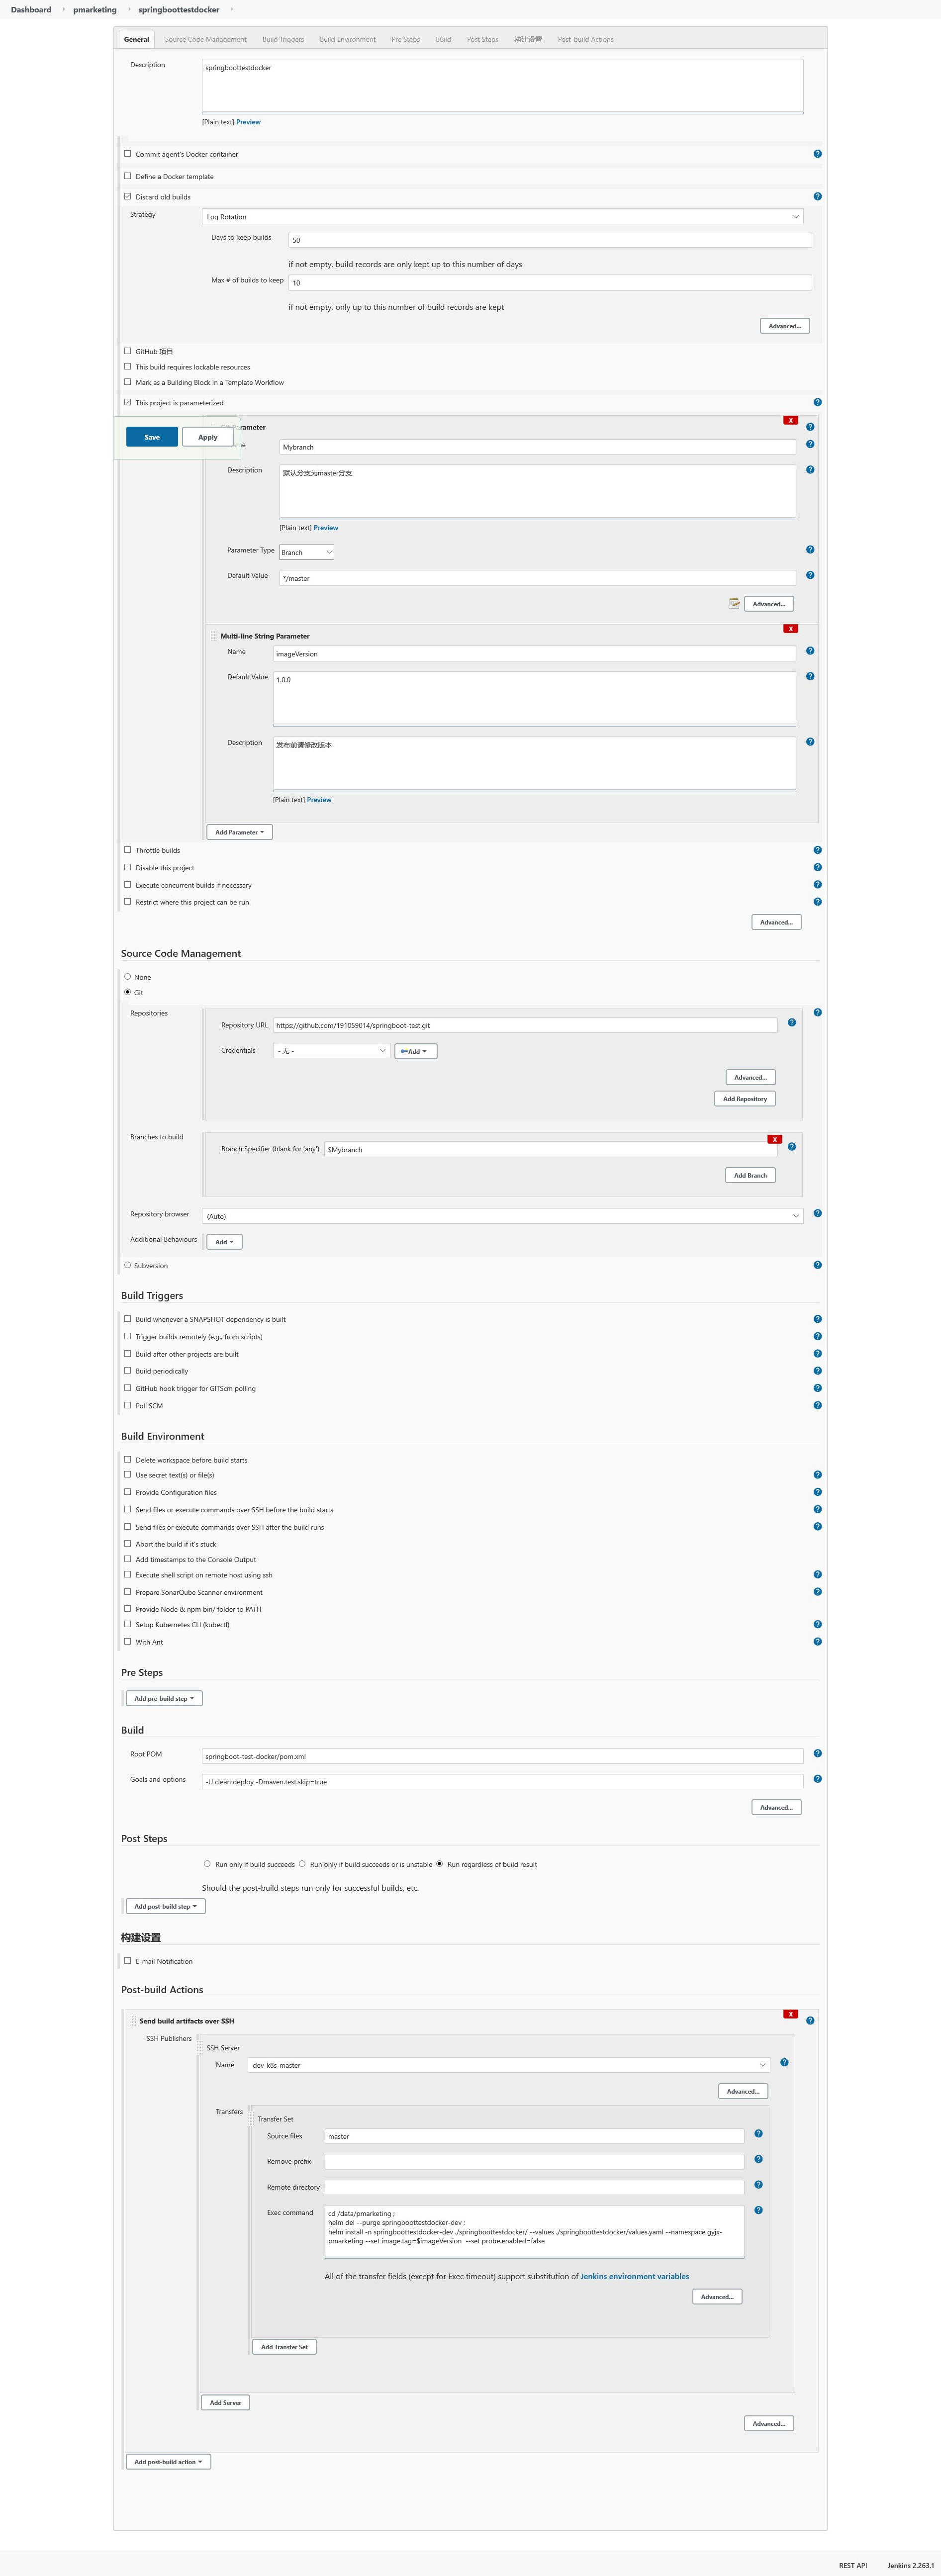 Dashboard pmarketing springboottestdocker
General Source Code Management Build Triggers Build Environment Pre Steps Build Post Steps 构建设置 Post-build Actions
Description
springboottestdocker
[Plain text] Preview
Commit agent's Docker container
Define a Docker template
Discard old builds
Strategy
Log Rotation
Days to keep builds
50
if not empty, build records are only kept up to this number of days
Max # of builds to keep
10
if not empty, only up to this number of build records are kept
Advanced...
GitHub 项目
This build requires lockable resources
Mark as a Building Block in a Template Workflow
This project is parameterized
X
Parameter
Save Apply
Mybranch
Description
默认分支为master分支
[Plain text] Preview
Parameter Type Branch
Default Value */master
Advanced...
X
Multi-line String Parameter
Name imageVersion
Default Value 1.0.0
Description 发布前请修改版本
[Plain text] Preview
Add Parameter
Throttle builds
Disable this project
Execute concurrent builds if necessary
Restrict where this project can be run
Advanced...
Source Code Management
None
Git
Repositories
Repository URL https://github.com/191059014/springboot-test.git
Credentials - 无 - Add
Advanced...
Add Repository
Branches to build
X
Branch Specifier (blank for 'any') $Mybranch
Add Branch
Repository browser (Auto)
Additional Behaviours Add
Subversion
Build Triggers
Build whenever a SNAPSHOT dependency is built
Trigger builds remotely (e.g., from scripts)
Build after other projects are built
Build periodically
GitHub hook trigger for GITScm polling
Poll SCM
Build Environment
Delete workspace before build starts
Use secret text(s) or file(s)
Provide Configuration files
Send files or execute commands over SSH before the build starts
Send files or execute commands over SSH after the build runs
Abort the build if it's stuck
Add timestamps to the Console Output
Execute shell script on remote host using ssh
Prepare SonarQube Scanner environment
Provide Node & npm bin/ folder to PATH
Setup Kubernetes CLI (kubectl)
With Ant
Pre Steps
Add pre-build step
Build
Root POM springboot-test-docker/pom.xml
Goals and options -U clean deploy -Dmaven.test.skip=true
Advanced...
Post Steps
Run only if build succeeds Run only if build succeeds or is unstable Run regardless of build result
Should the post-build steps run only for successful builds, etc.
Add post-build step
构建设置
E-mail Notification
Post-build Actions
X
Send build artifacts over SSH
SSH Publishers
SSH Server
Name dev-k8s-master
Advanced...
Transfers
Transfer Set
Source files master
Remove prefix
Remote directory
Exec command
cd /data/pmarketing ;
helm del --purge springboottestdocker-dev ;
helm install -n springboottestdocker-dev ./springboottestdocker/ --values ./springboottestdocker/values.yaml --namespace gyjx-
pmarketing --set image.tag=$imageVersion --set probe.enabled=false
All of the transfer fields (except for Exec timeout) support substitution of Jenkins environment variables
Advanced...
Add Transfer Set
Add Server
Advanced...
Add post-build action
REST API Jenkins 2.263.1